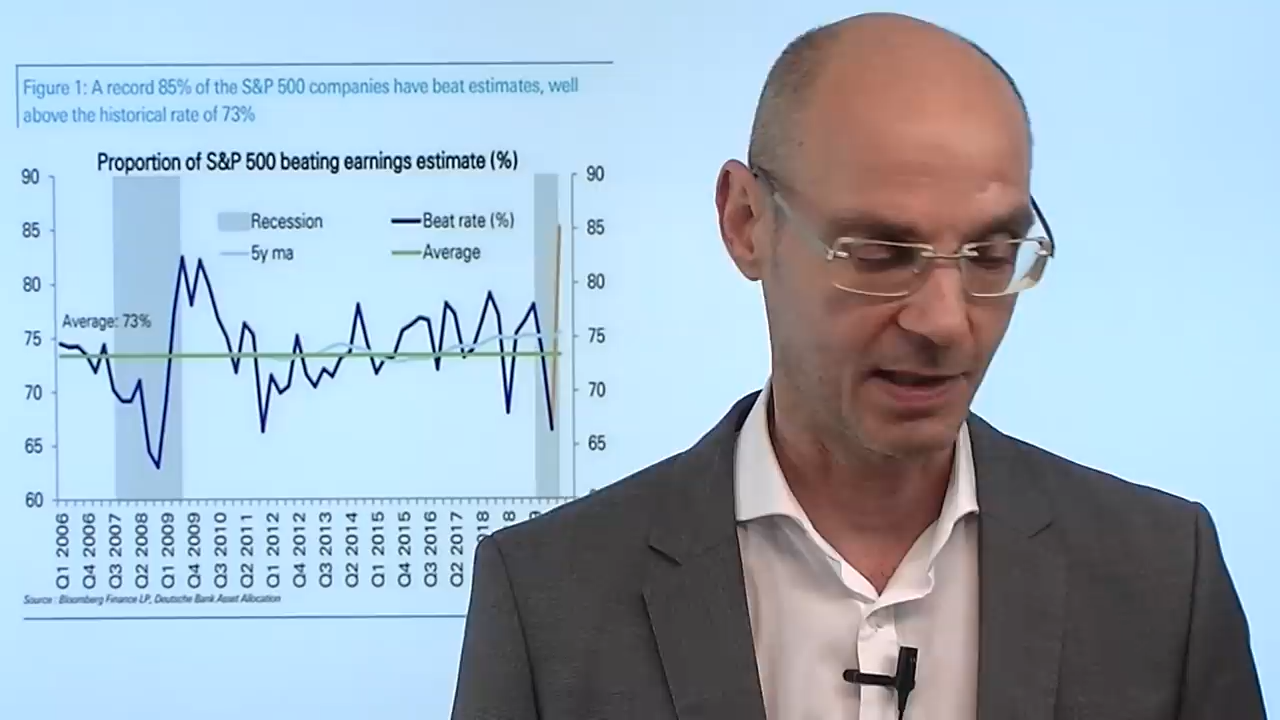 Figure 1: A record 85% of the S&P 500 companies have beat estimates, well
above the historical rate of 73%
Proportion of S&P 500 beating earnings estimate (%)
90 90
85 85
80 80
75 75
70 70
65 65
60
Recession
Beat rate (%)
5y ma
Average
Average: 73%
Q1 2006
Q4 2006
Q3 2007
Q2 2008
Q1 2009
Q4 2009
Q3 2010
Q2 2011
Q1 2012
Q4 2012
Q3 2013
Q2 2014
Q1 2015
Q4 2015
Q3 2016
Q2 2017
18
8
Source : Bloomberg Finance LP, Deutsche Bank Asset Allocation